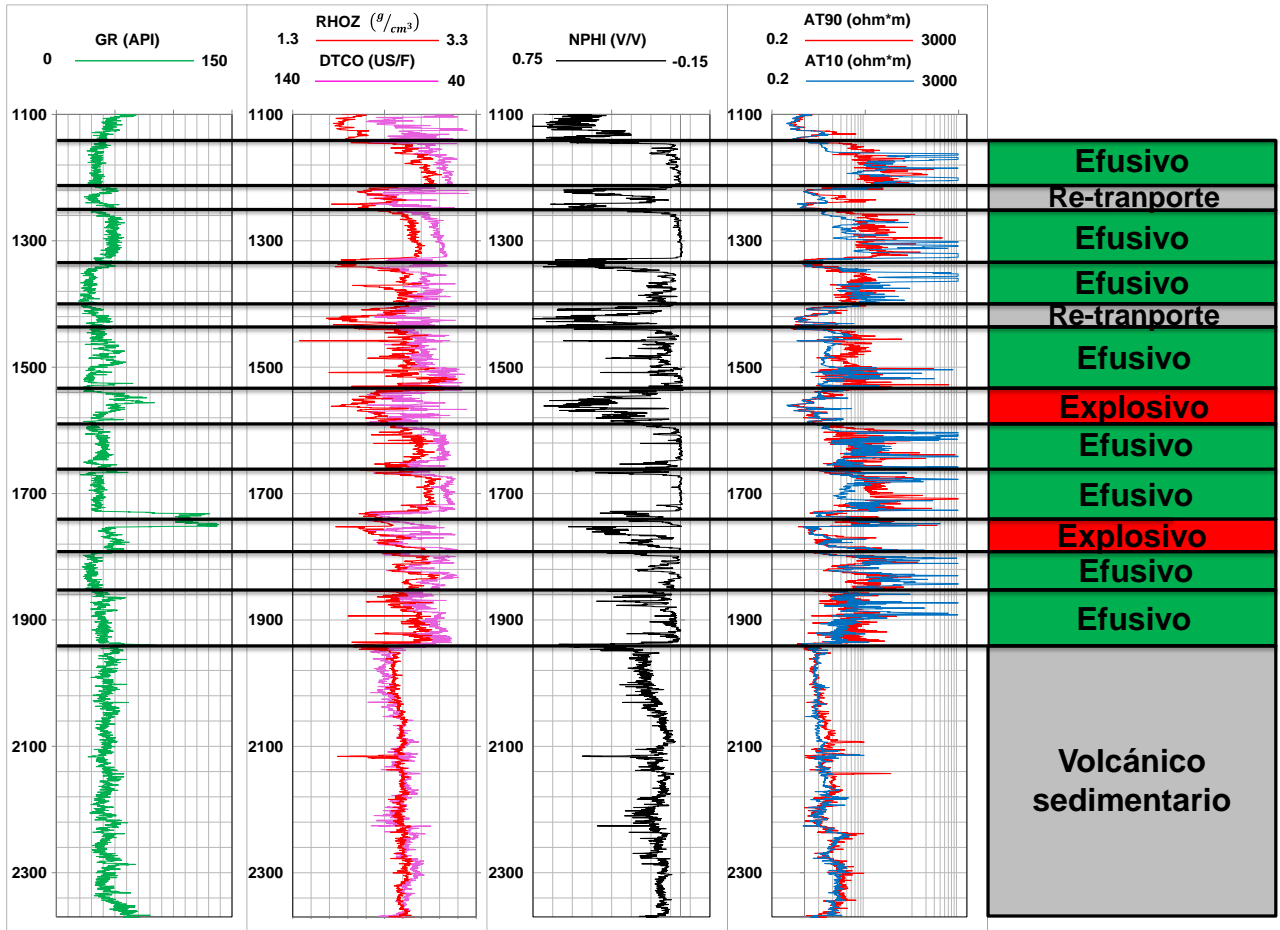 GR (API)
0 150
RHOZ (g/cm³)
1.3 3.3
DTCO (US/F)
140 40
NPHI (V/V)
0.75 -0.15
AT90 (ohm*m)
0.2 3000
AT10 (ohm*m)
0.2 3000
1100
1300
1500
1700
1900
2100
2300
1100
1300
1500
1700
1900
2100
2300
1100
1300
1500
1700
1900
2100
2300
1100
1300
1500
1700
1900
2100
2300
Efusivo
Re-tranporte
Efusivo
Efusivo
Re-tranporte
Efusivo
Explosivo
Efusivo
Efusivo
Explosivo
Efusivo
Efusivo
Volcánico
sedimentario